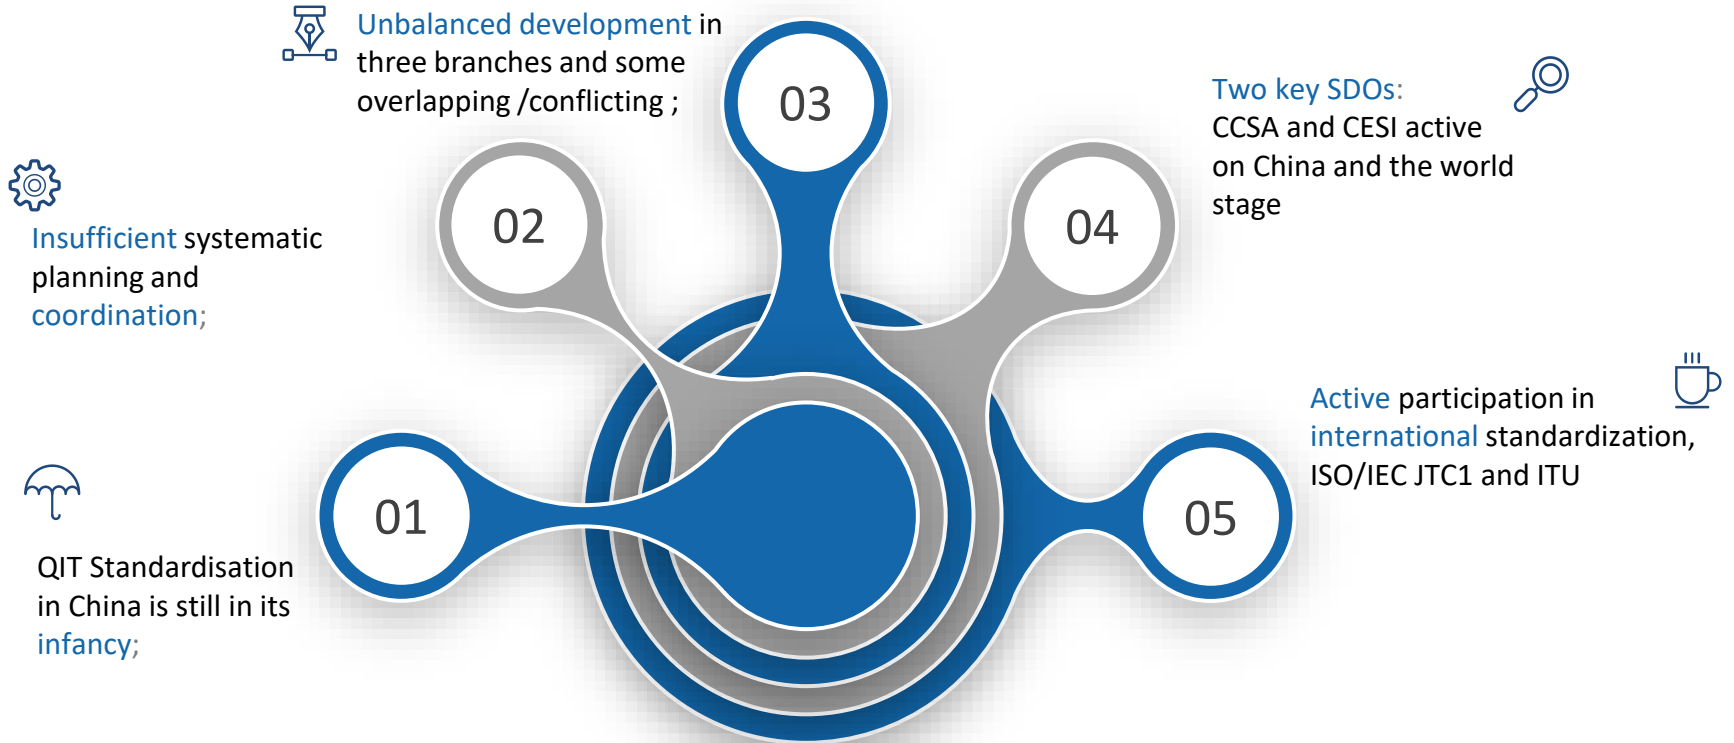 01
QIT Standardisation
in China is still in its
infancy;
02
Insufficient systematic
planning and
coordination;
03
Unbalanced development in
three branches and some
overlapping /conflicting ;
04
Two key SDOs:
CCSA and CESI active
on China and the world
stage
05
Active participation in
international standardization,
ISO/IEC JTC1 and ITU